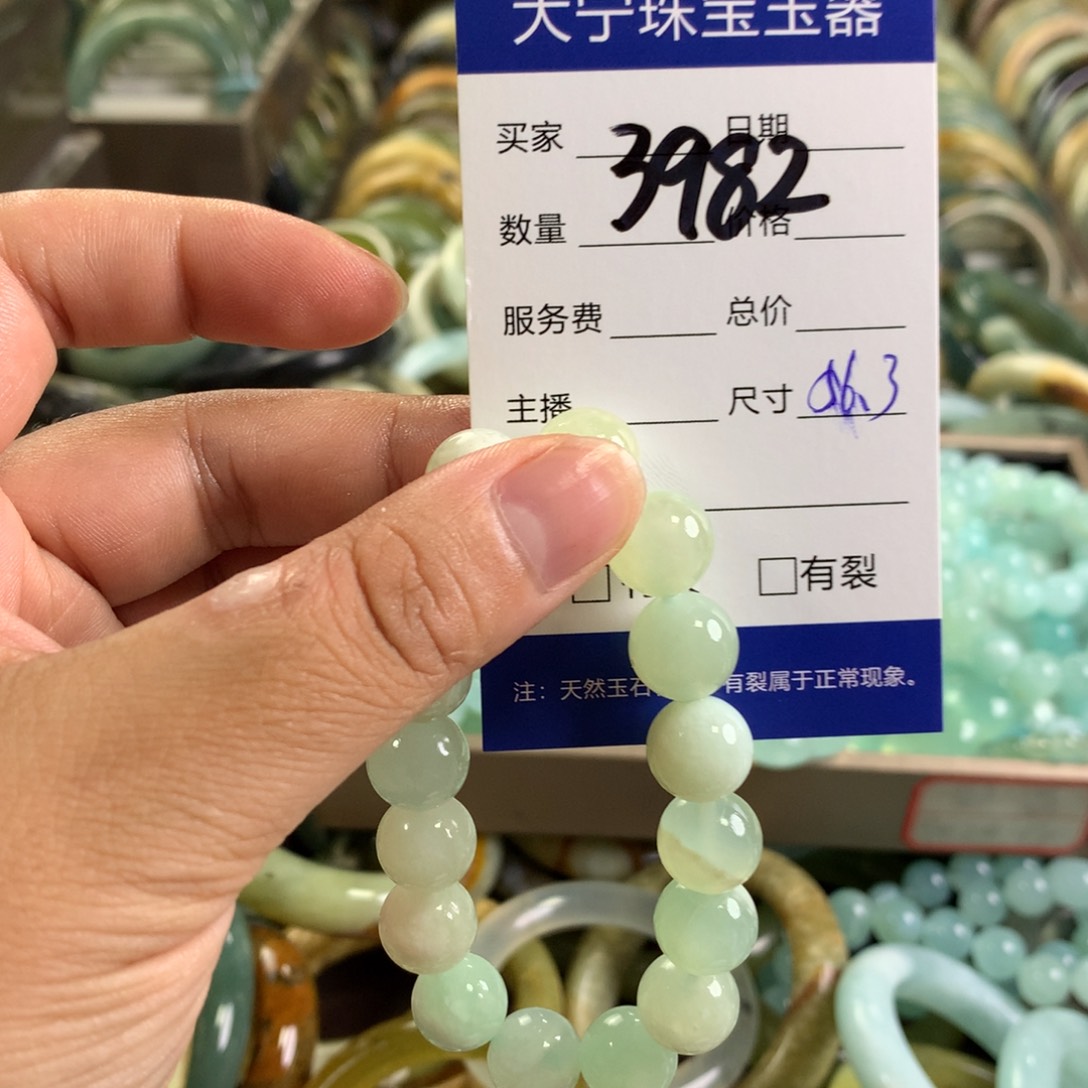 大宁珠宝玉器
买家 日期
3982
数量 价格
服务费 总价
主播 尺寸 16.3
有裂
注：天然玉石 有裂属于正常现象。